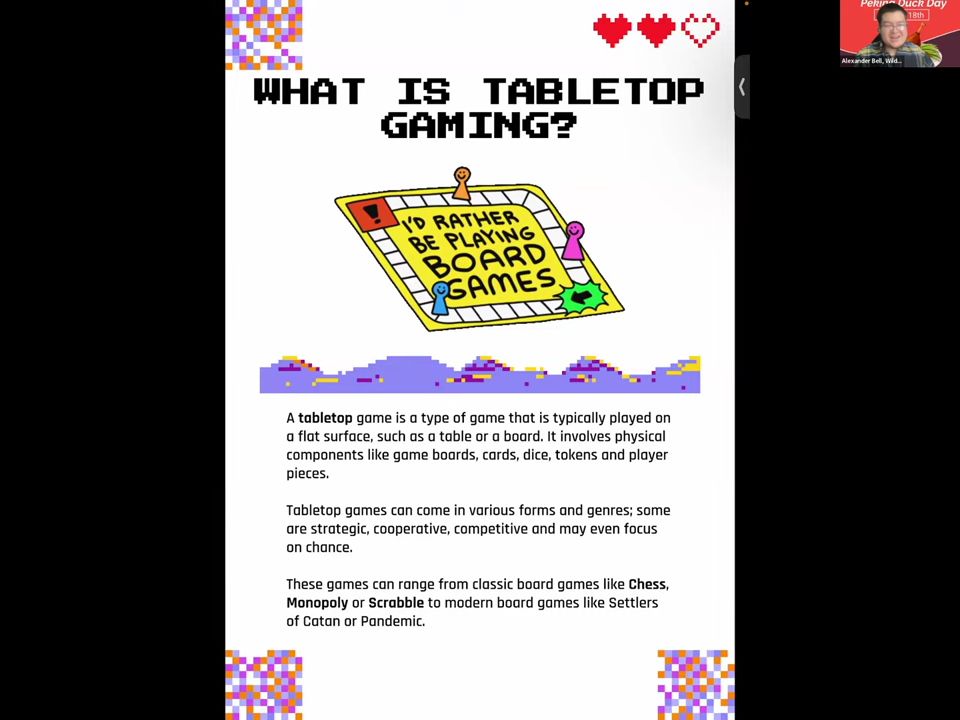 Peking Duck Day
18th
Alexander Bell, Wild...
WHAT IS TABLETOP
GAMING?
!
I'D RATHER
BE PLAYING
BOARD
GAMES
A tabletop game is a type of game that is typically played on
a flat surface, such as a table or a board. It involves physical
components like game boards, cards, dice, tokens and player
pieces.
Tabletop games can come in various forms and genres; some
are strategic, cooperative, competitive and may even focus
on chance.
These games can range from classic board games like Chess,
Monopoly or Scrabble to modern board games like Settlers
of Catan or Pandemic.